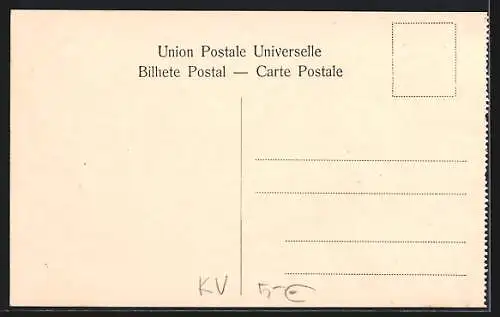 Union Postale Universelle
Bilhete Postal — Carte Postale
KV 5-€